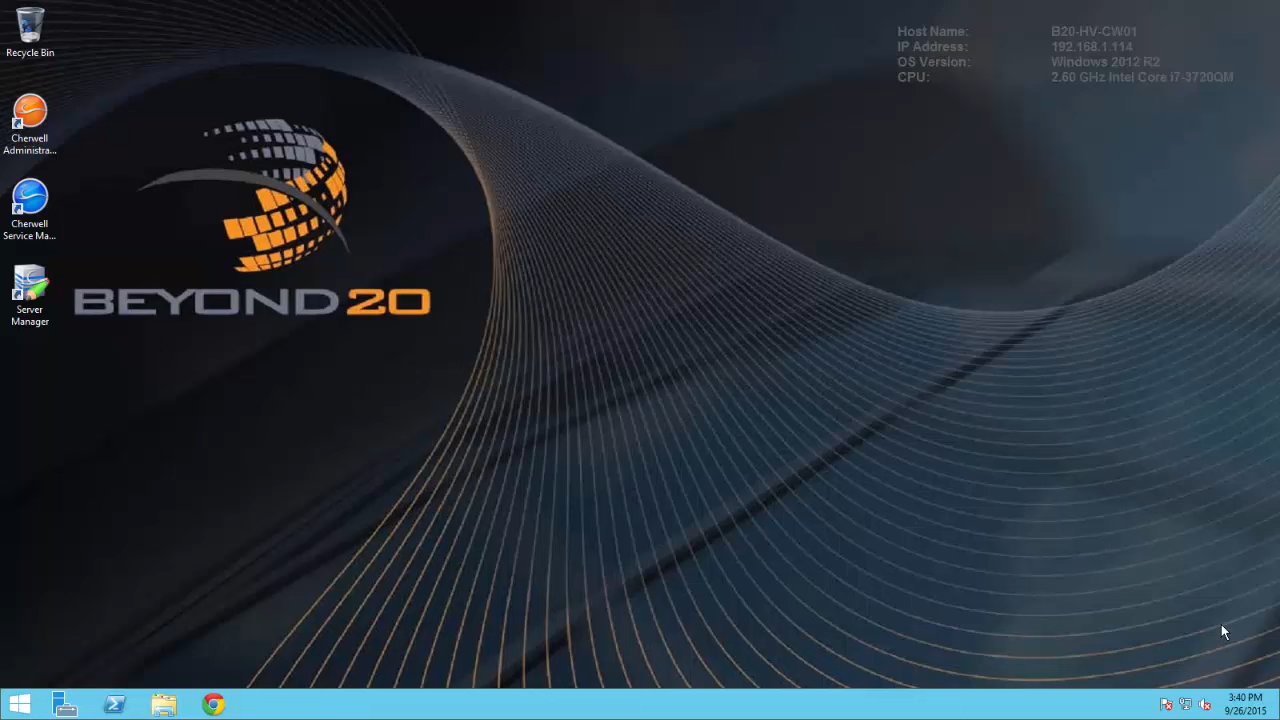 Recycle Bin
Cherwell
Administra...
Cherwell
Service Ma...
Server
Manager
BEYOND20
Host Name: B20-HV-CW01
IP Address: 192.168.1.114
OS Version: Windows 2012 R2
CPU: 2.60 GHz Intel Core i7-3720QM
3:40 PM
9/26/2015